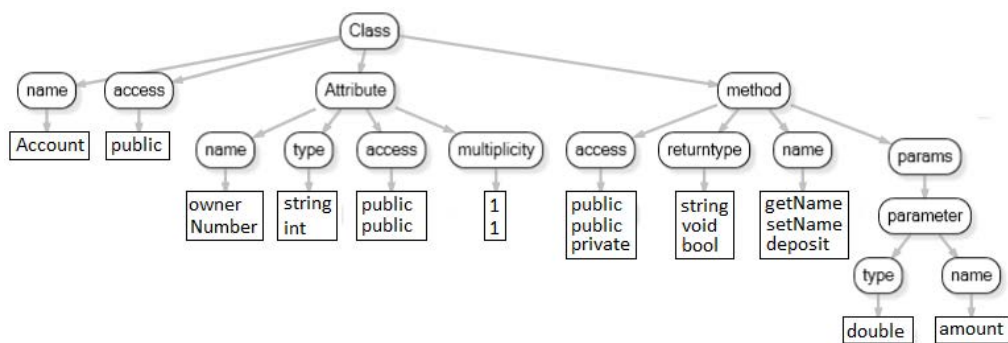 Class
name
access
Attribute
method
Account
public
name
type
access
multiplicity
access
returntype
name
params
owner
Number
string
int
public
public
1
1
public
public
private
string
void
bool
getName
setName
deposit
parameter
type
name
double
amount